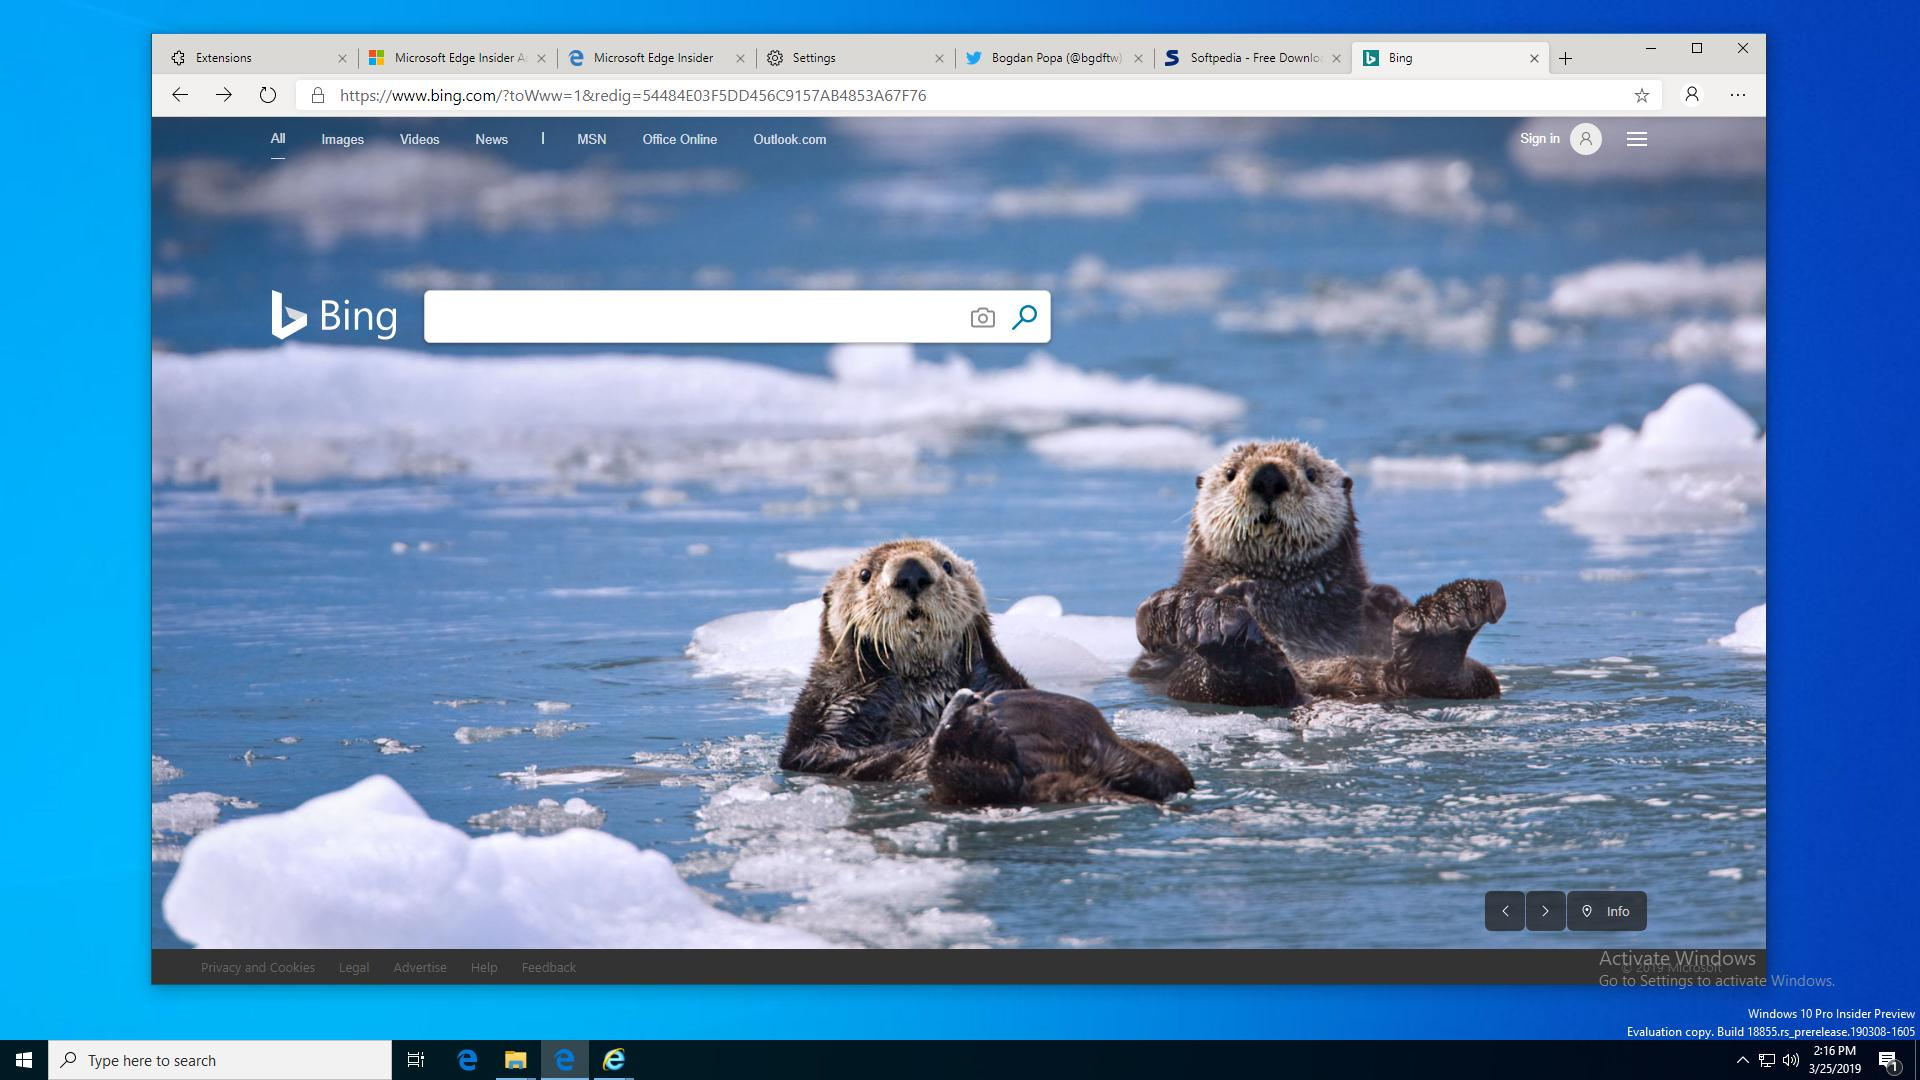 Extensions
Microsoft Edge Insider A
Microsoft Edge Insider
Settings
Bogdan Popa (@bgdftw)
Softpedia - Free Downlo
Bing
https://www.bing.com/?toWww=1&redig=54484E03F5DD456C9157AB4853A67F76
All Images Videos News | MSN Office Online Outlook.com
Sign in
Bing
Info
Privacy and Cookies Legal Advertise Help Feedback
© 2019 Microsoft
Activate Windows
Go to Settings to activate Windows.
Windows 10 Pro Insider Preview
Evaluation copy. Build 18855.rs_prerelease.190308-1605
Type here to search
2:16 PM
3/25/2019
1